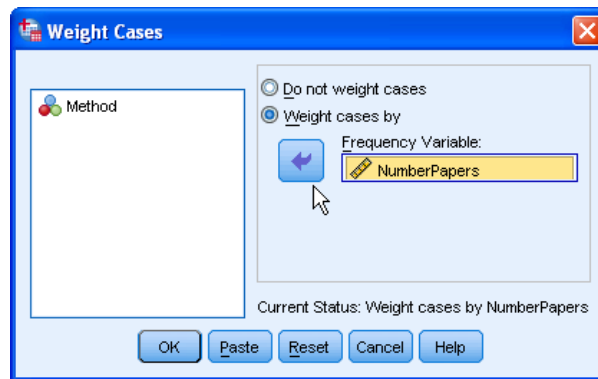 Weight Cases
Method
Do not weight cases
Weight cases by
Frequency Variable:
NumberPapers
Current Status: Weight cases by NumberPapers
OK
Paste
Reset
Cancel
Help